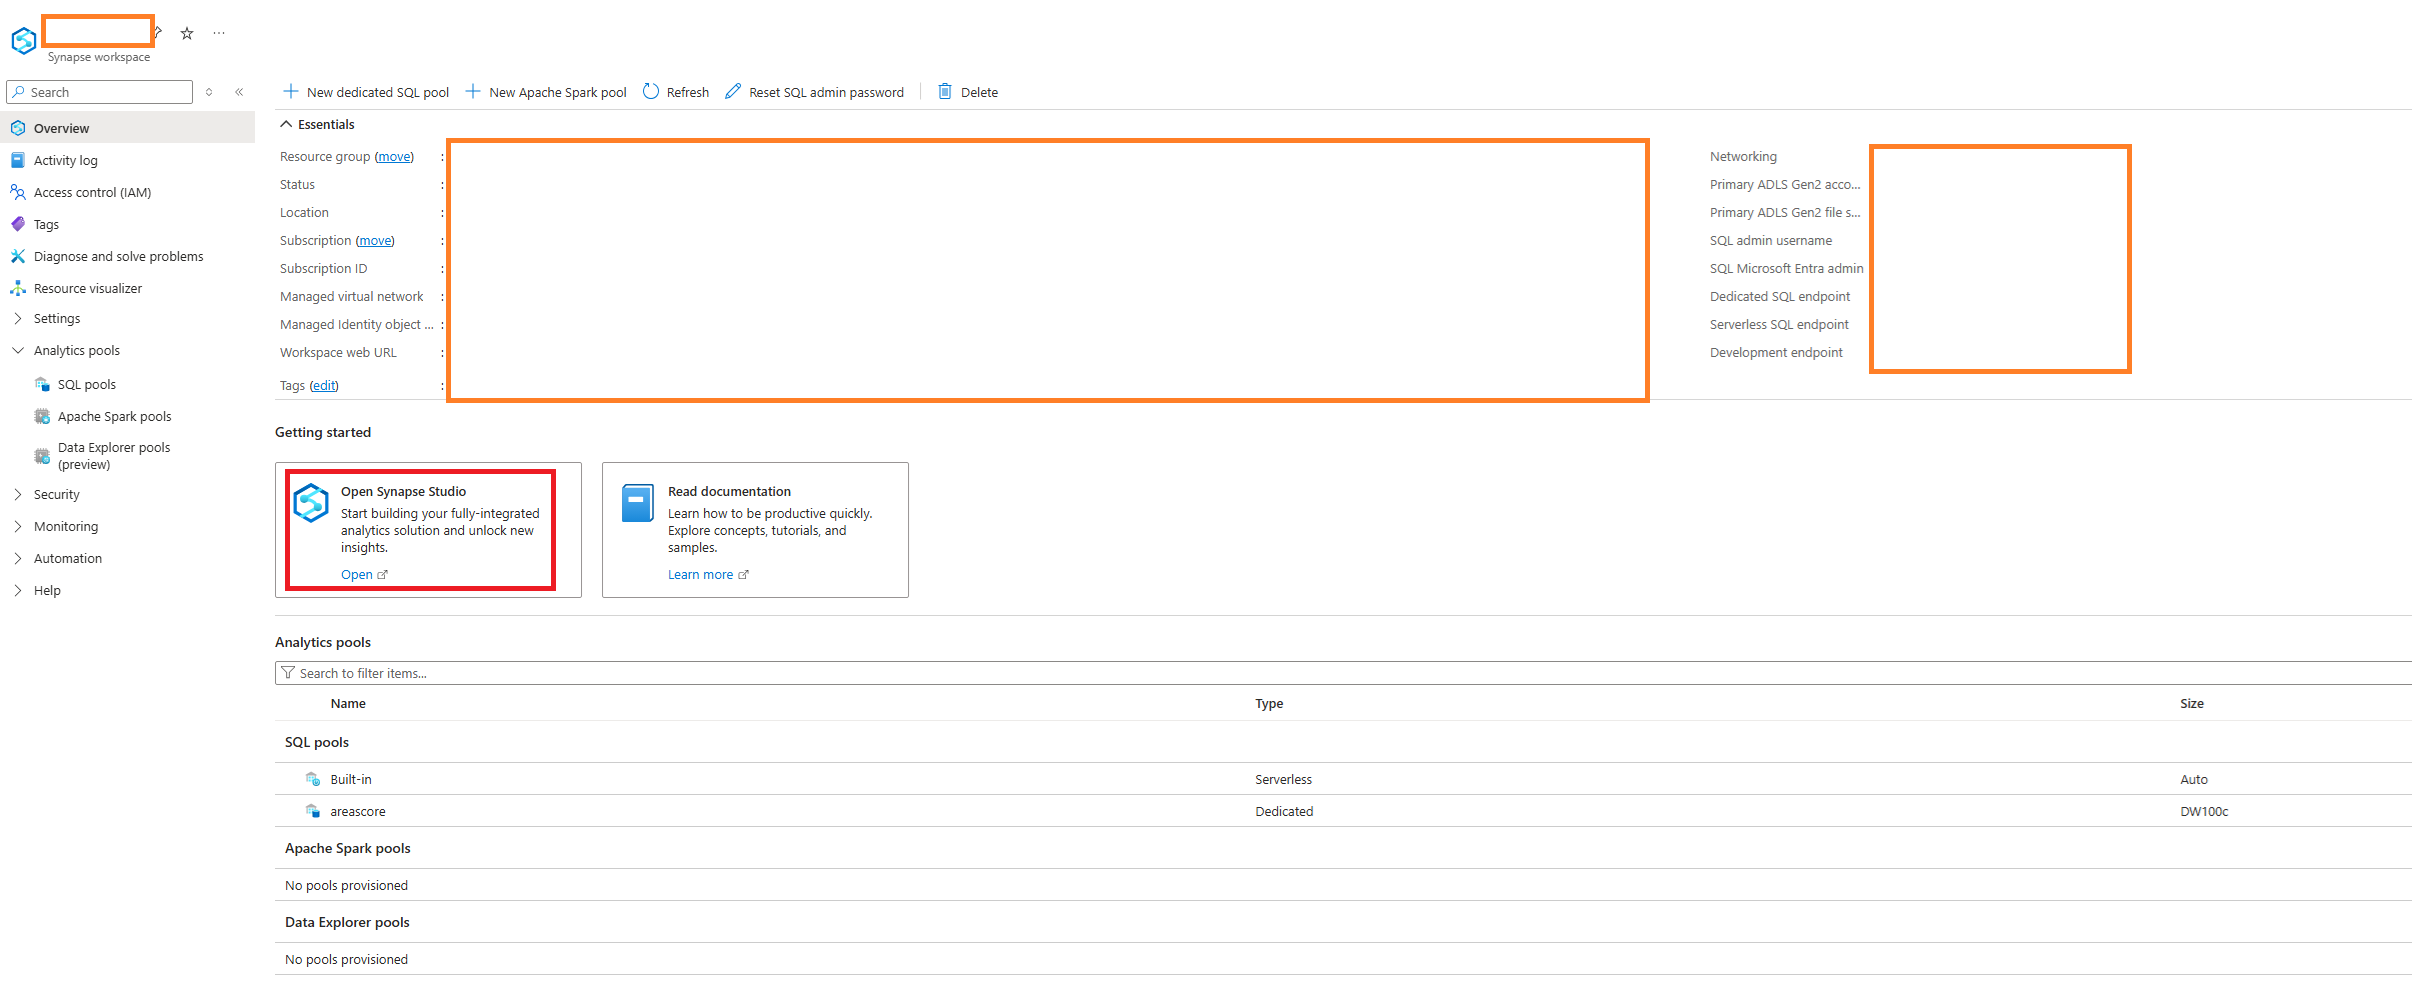 Synapse workspace
Search
Overview
Activity log
Access control (IAM)
Tags
Diagnose and solve problems
Resource visualizer
Settings
Analytics pools
SQL pools
Apache Spark pools
Data Explorer pools
(preview)
Security
Monitoring
Automation
Help
New dedicated SQL pool New Apache Spark pool Refresh Reset SQL admin password Delete
Essentials
Resource group (move) :
Status :
Location :
Subscription (move) :
Subscription ID :
Managed virtual network :
Managed Identity object ... :
Workspace web URL :
Tags (edit) :
Networking
Primary ADLS Gen2 acco...
Primary ADLS Gen2 file s...
SQL admin username
SQL Microsoft Entra admin
Dedicated SQL endpoint
Serverless SQL endpoint
Development endpoint
Getting started
Open Synapse Studio
Start building your fully-integrated
analytics solution and unlock new
insights.
Open
Read documentation
Learn how to be productive quickly.
Explore concepts, tutorials, and
samples.
Learn more
Analytics pools
Search to filter items...
Name Type Size
SQL pools
Built-in Serverless Auto
areascore Dedicated DW100c
Apache Spark pools
No pools provisioned
Data Explorer pools
No pools provisioned